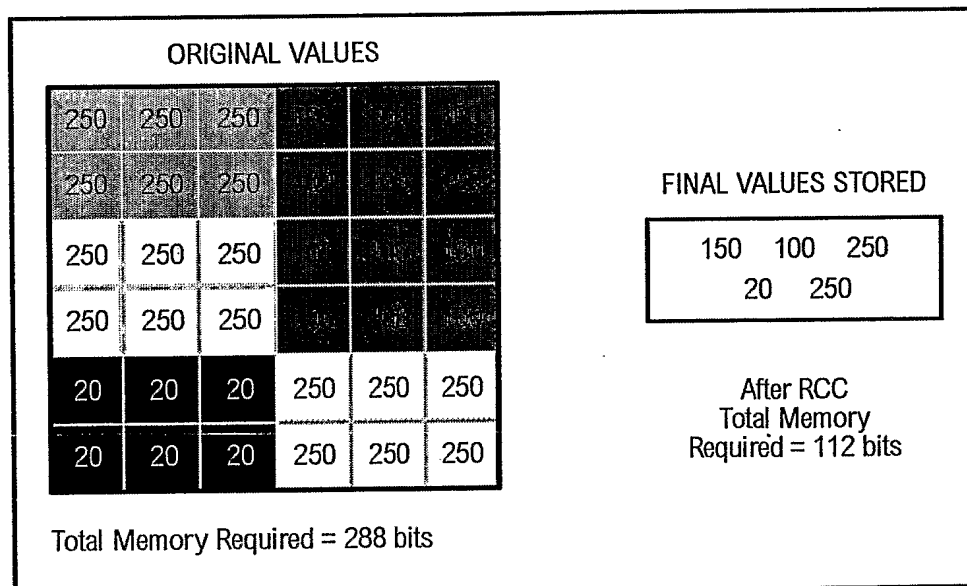 ORIGINAL VALUES
250 250 250
250 250 250
250 250 250
250 250 250
20 20 20 250 250 250
20 20 20 250 250 250
Total Memory Required = 288 bits
FINAL VALUES STORED
150 100 250
20 250
After RCC
Total Memory
Required = 112 bits